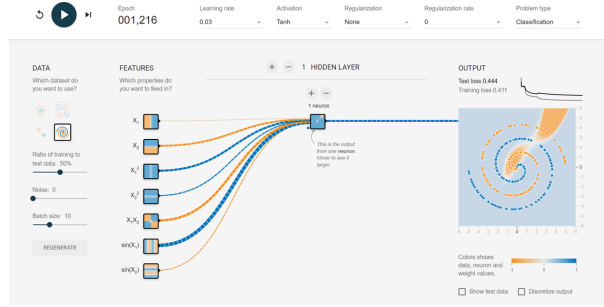 Epoch
001,216
Learning rate
0.03
Activation
Tanh
Regularization
None
Regularization rate
0
Problem type
Classification
DATA
Which dataset do
you want to use?
Ratio of training to
test data: 50%
Noise: 0
Batch size: 10
REGENERATE
FEATURES
Which properties do
you want to feed in?
X₁
X₂
X₁²
X₂²
X₁X₂
sin(X₁)
sin(X₂)
+ − 1 HIDDEN LAYER
+ −
1 neuron
This is the output
from one neuron.
Hover to see it
larger.
OUTPUT
Test loss 0.444
Training loss 0.411
Colors shows
data, neuron and
weight values.
-1 0 1
Show test data
Discretize output